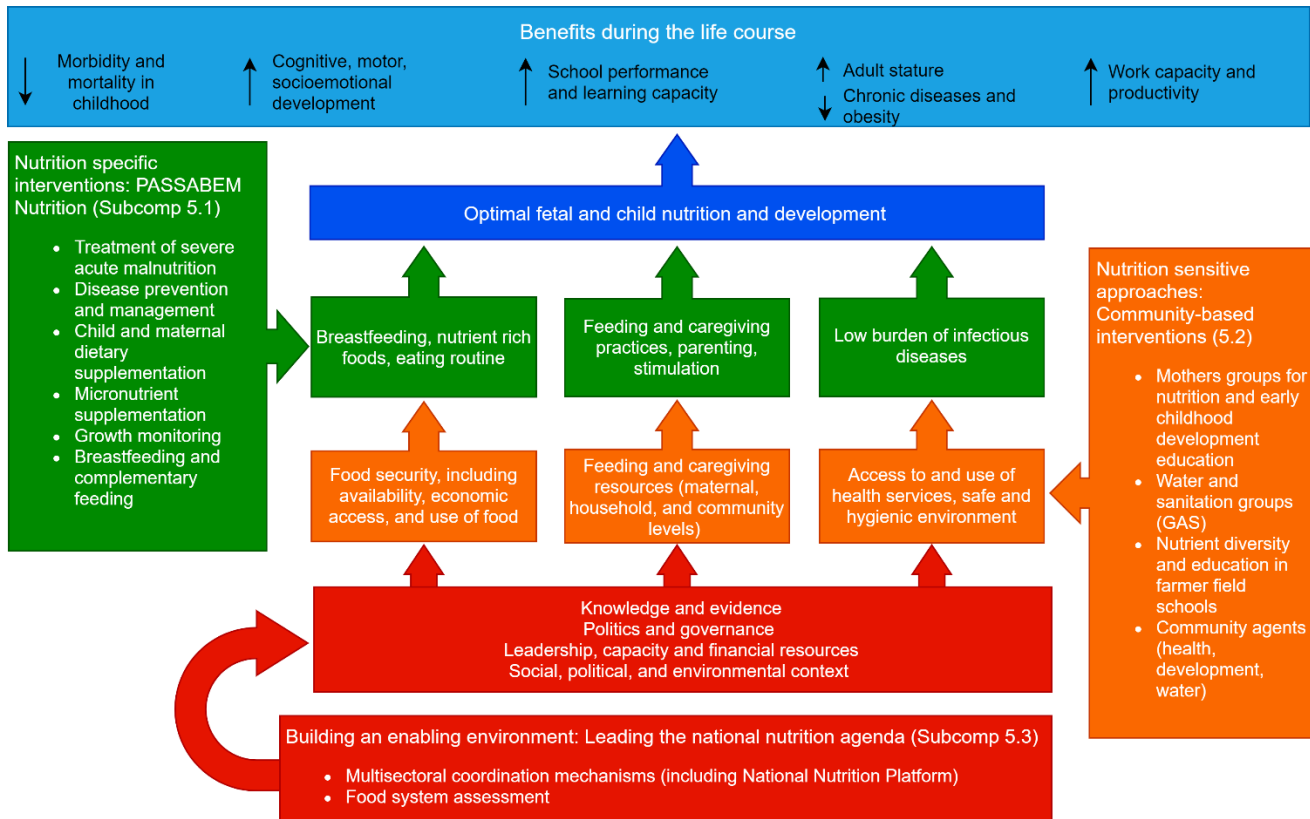 Benefits during the life course
Morbidity and
mortality in
childhood
Cognitive, motor,
socioemotional
development
School performance
and learning capacity
Adult stature
Chronic diseases and
obesity
Work capacity and
productivity
Nutrition specific
interventions: PASSABEM
Nutrition (Subcomp 5.1)
• Treatment of severe
acute malnutrition
• Disease prevention
and management
• Child and maternal
dietary
supplementation
• Micronutrient
supplementation
• Growth monitoring
• Breastfeeding and
complementary
feeding
Optimal fetal and child nutrition and development
Breastfeeding, nutrient rich
foods, eating routine
Feeding and caregiving
practices, parenting,
stimulation
Low burden of infectious
diseases
Food security, including
availability, economic
access, and use of food
Feeding and caregiving
resources (maternal,
household, and community
levels)
Access to and use of
health services, safe and
hygienic environment
Nutrition sensitive
approaches:
Community-based
interventions (5.2)
• Mothers groups for
nutrition and early
childhood
development
education
• Water and
sanitation groups
(GAS)
• Nutrient diversity
and education in
farmer field
schools
• Community agents
(health,
development,
water)
Knowledge and evidence
Politics and governance
Leadership, capacity and financial resources
Social, political, and environmental context
Building an enabling environment: Leading the national nutrition agenda (Subcomp 5.3)
• Multisectoral coordination mechanisms (including National Nutrition Platform)
• Food system assessment